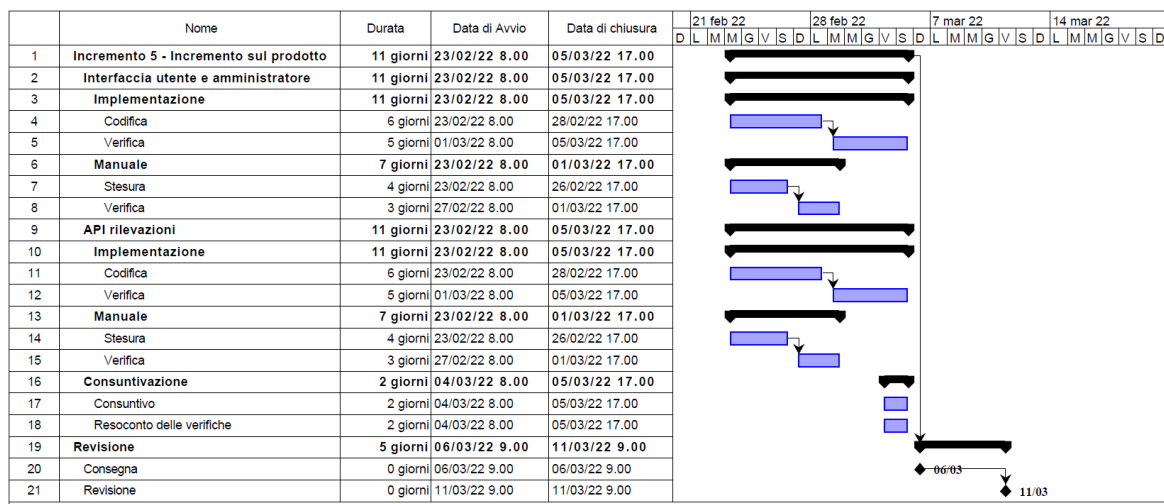 21 feb 22 28 feb 22 7 mar 22 14 mar 22
Nome Durata Data di Avvio Data di chiusura
D L M M G V S D L M M G V S D L M M G V S D L M M G V S D
1 Incremento 5 - Incremento sul prodotto 11 giorni 23/02/22 8.00 05/03/22 17.00
2 Interfaccia utente e amministratore 11 giorni 23/02/22 8.00 05/03/22 17.00
3 Implementazione 11 giorni 23/02/22 8.00 05/03/22 17.00
4 Codifica 6 giorni 23/02/22 8.00 28/02/22 17.00
5 Verifica 5 giorni 01/03/22 8.00 05/03/22 17.00
6 Manuale 7 giorni 23/02/22 8.00 01/03/22 17.00
7 Stesura 4 giorni 23/02/22 8.00 26/02/22 17.00
8 Verifica 3 giorni 27/02/22 8.00 01/03/22 17.00
9 API rilevazioni 11 giorni 23/02/22 8.00 05/03/22 17.00
10 Implementazione 11 giorni 23/02/22 8.00 05/03/22 17.00
11 Codifica 6 giorni 23/02/22 8.00 28/02/22 17.00
12 Verifica 5 giorni 01/03/22 8.00 05/03/22 17.00
13 Manuale 7 giorni 23/02/22 8.00 01/03/22 17.00
14 Stesura 4 giorni 23/02/22 8.00 26/02/22 17.00
15 Verifica 3 giorni 27/02/22 8.00 01/03/22 17.00
16 Consuntivazione 2 giorni 04/03/22 8.00 05/03/22 17.00
17 Consuntivo 2 giorni 04/03/22 8.00 05/03/22 17.00
18 Resoconto delle verifiche 2 giorni 04/03/22 8.00 05/03/22 17.00
19 Revisione 5 giorni 06/03/22 9.00 11/03/22 9.00
20 Consegna 0 giorni 06/03/22 9.00 06/03/22 9.00 06/03
21 Revisione 0 giorni 11/03/22 9.00 11/03/22 9.00 11/03